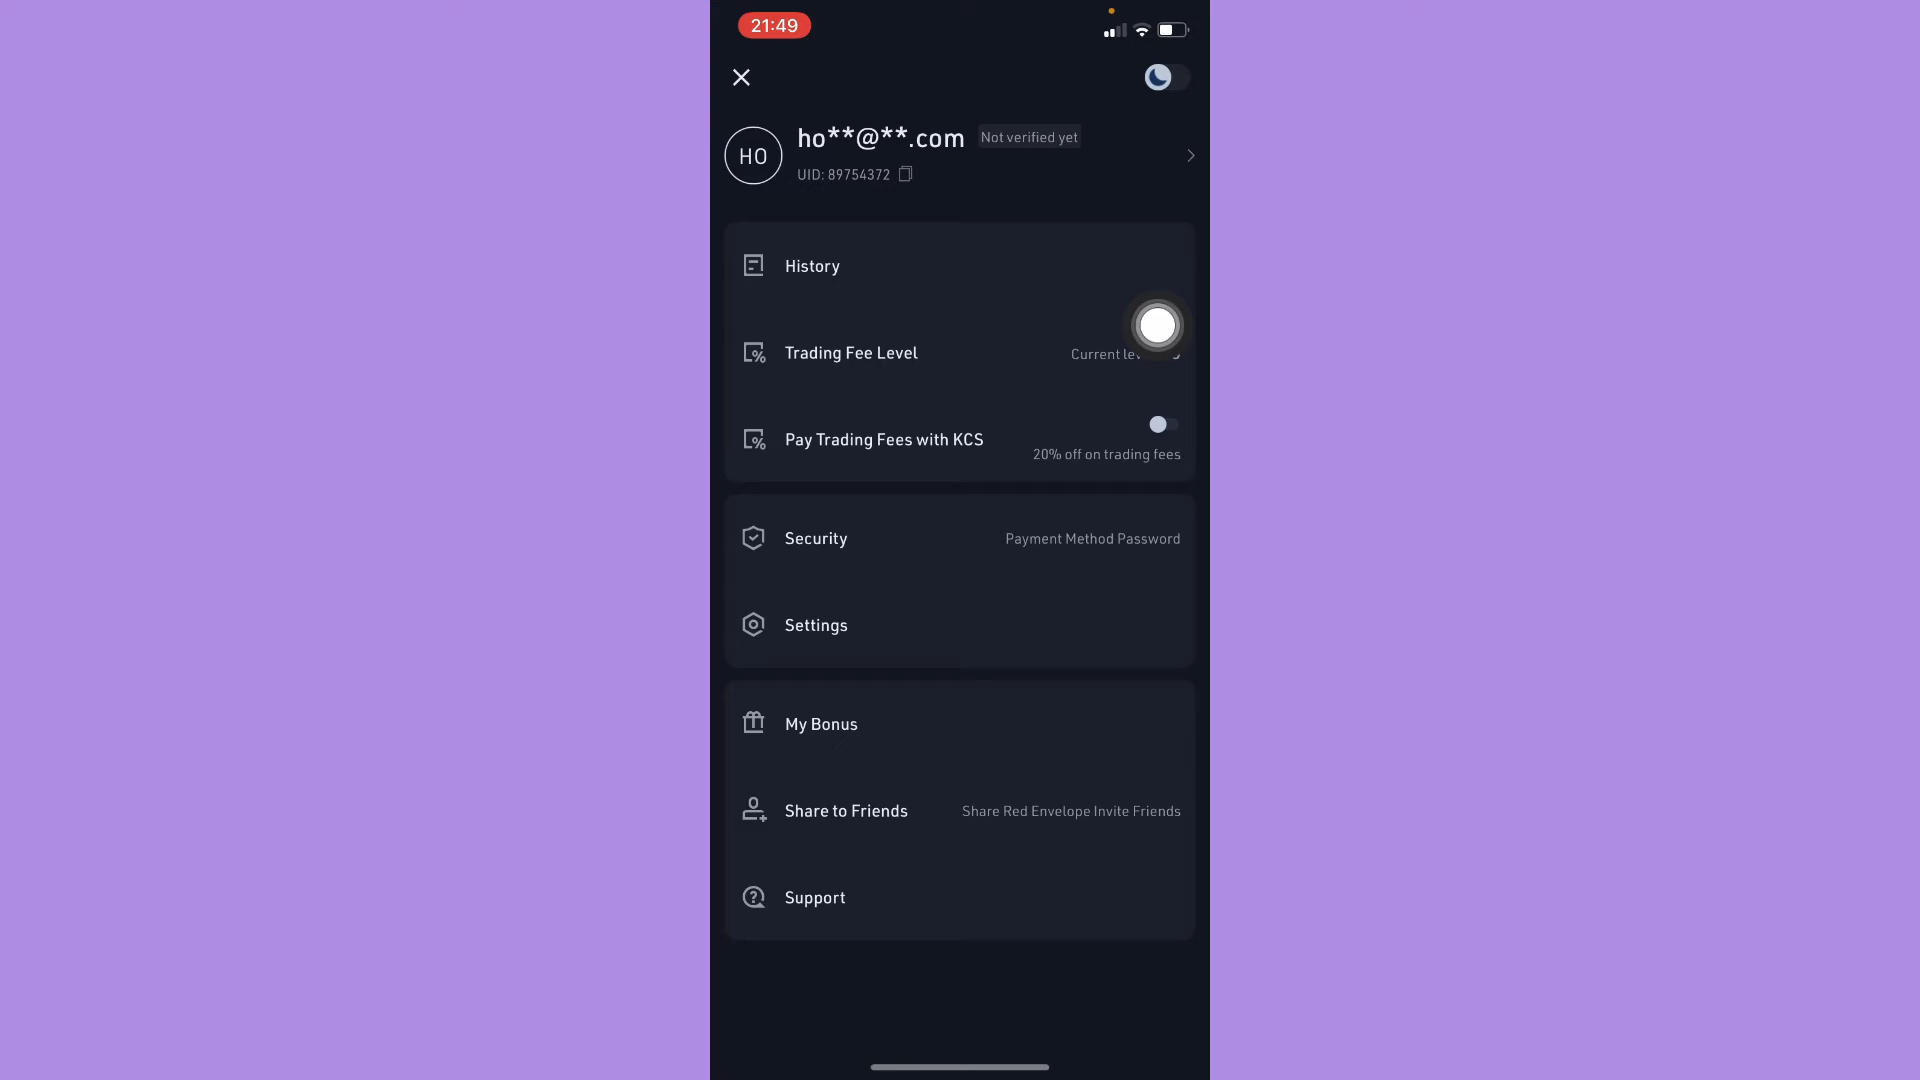 21:49
ho**@**.com Not verified yet
HO
UID: 89754372
History
Trading Fee Level Current
Pay Trading Fees with KCS
20% off on trading fees
Security Payment Method Password
Settings
My Bonus
Share to Friends Share Red Envelope Invite Friends
Support